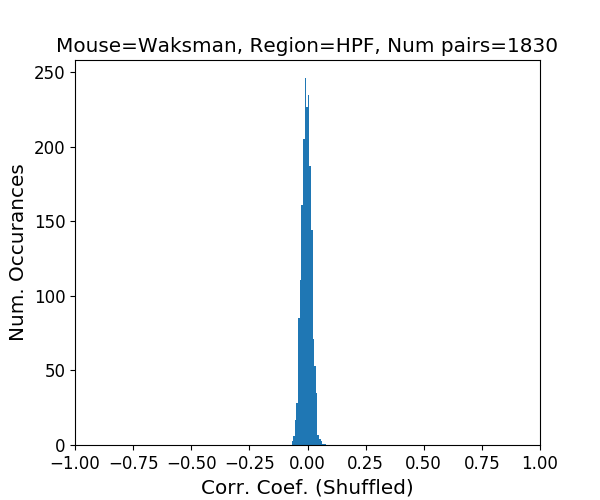 Mouse=Waksman, Region=HPF, Num pairs=1830
Num. Occurances
250
200
150
100
50
0
−1.00 −0.75 −0.50 −0.25 0.00 0.25 0.50 0.75 1.00
Corr. Coef. (Shuffled)